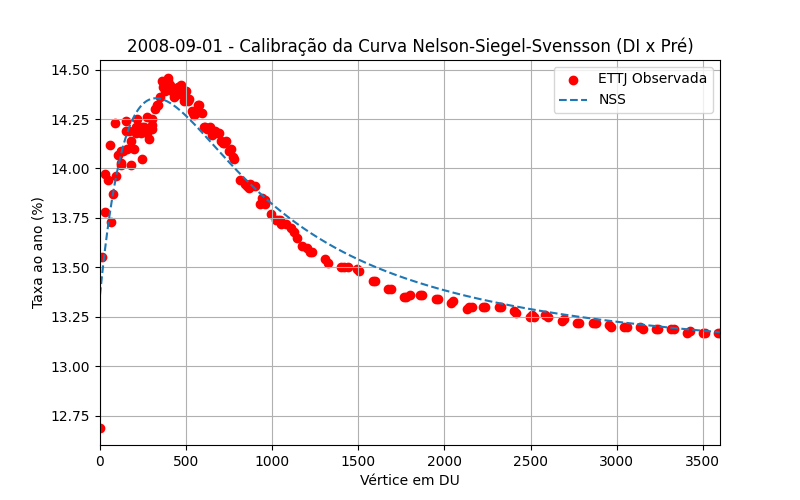 2008-09-01 - Calibração da Curva Nelson-Siegel-Svensson (DI x Pré)
ETTJ Observada
NSS
Taxa ao ano (%)
14.50
14.25
14.00
13.75
13.50
13.25
13.00
12.75
0 500 1000 1500 2000 2500 3000 3500
Vértice em DU